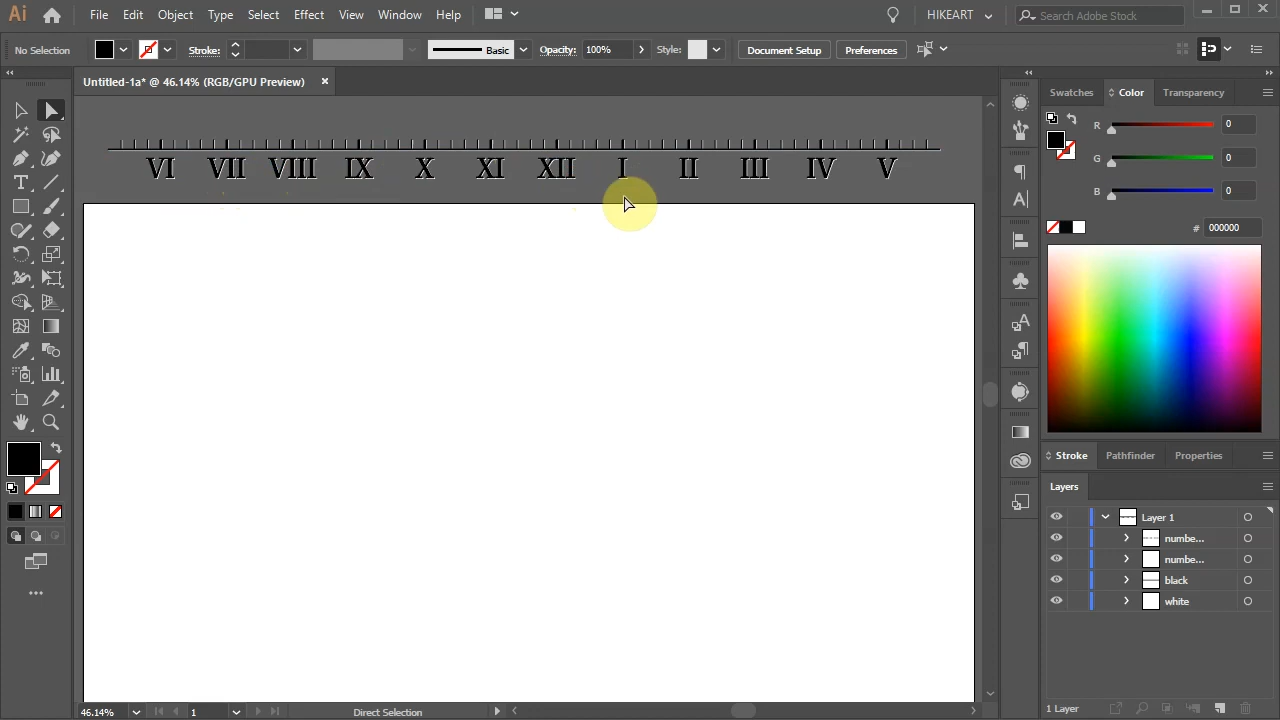 Ai File Edit Object Type Select Effect View Window Help HIKEART Search Adobe Stock
No Selection Stroke: Basic Opacity: 100% Style: Document Setup Preferences
Untitled-1a* @ 46.14% (RGB/GPU Preview)
VI VII VIII IX X XI XII I II III IV V
Swatches Color Transparency
R 0
G 0
B 0
# 000000
Stroke Pathfinder Properties
Layers
Layer 1
numbe...
numbe...
black
white
46.14% 1 Direct Selection 1 Layer